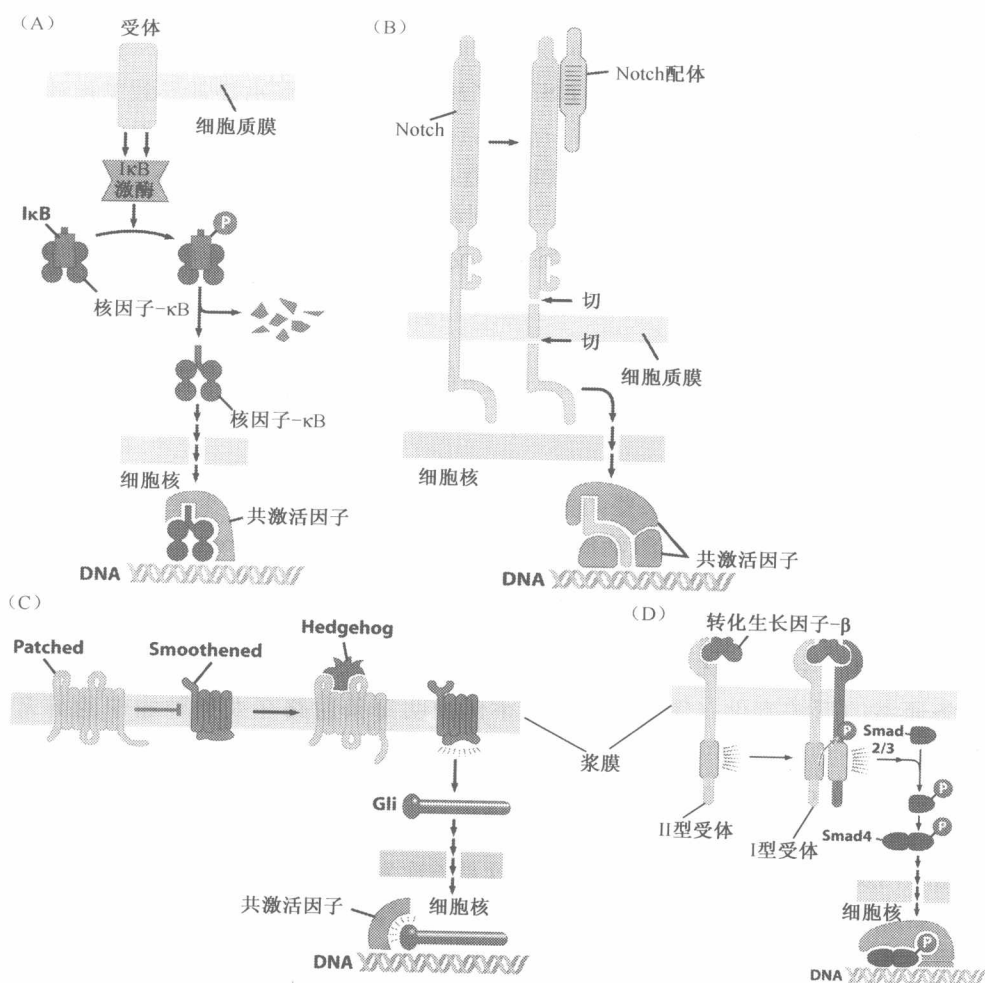 (A)
受体
细胞质膜
IκB
激酶
IκB
P
核因子-κB
核因子-κB
细胞核
共激活因子
DNA
(B)
Notch配体
Notch
切
切
细胞质膜
细胞核
共激活因子
DNA
(C)
Patched
Smoothened
Hedgehog
浆膜
Gli
共激活因子
细胞核
DNA
(D)
转化生长因子-β
P
Smad
2/3
P
II型受体
I型受体
Smad4
P
细胞核
P
DNA